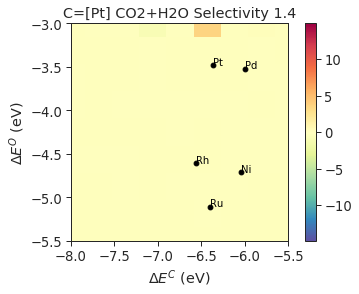 C=[Pt] CO2+H2O Selectivity 1.4
−3.0
−3.5
−4.0
−4.5
−5.0
−5.5
ΔE^O (eV)
Pt
Pd
Rh
Ni
Ru
−8.0 −7.5 −7.0 −6.5 −6.0 −5.5
ΔE^C (eV)
10
5
0
−5
−10